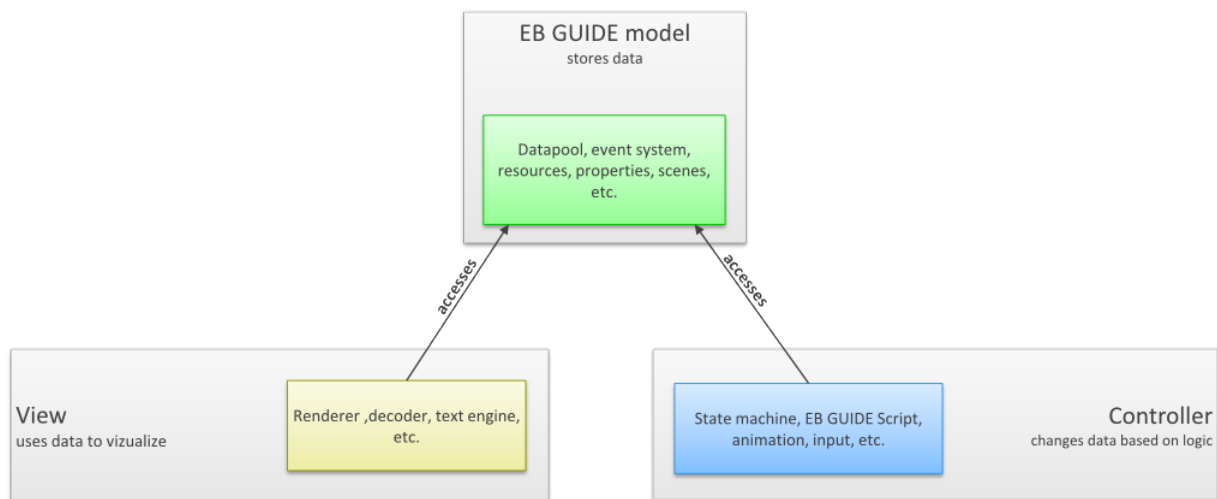 EB GUIDE model
stores data
Datapool, event system,
resources, properties, scenes,
etc.
accesses
accesses
View
uses data to vizualize
Renderer ,decoder, text engine,
etc.
State machine, EB GUIDE Script,
animation, input, etc.
Controller
changes data based on logic